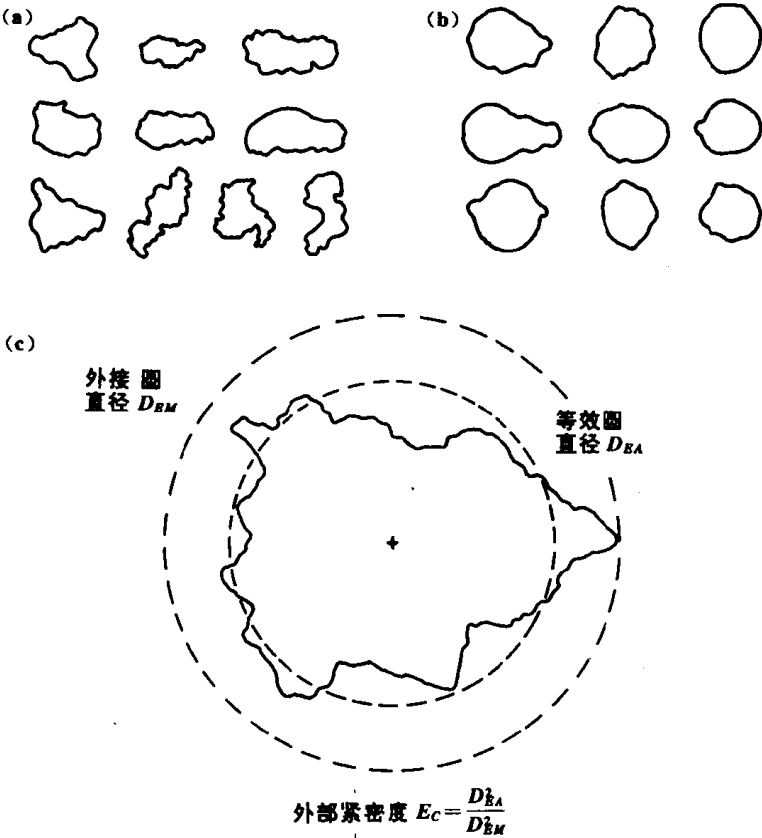 (a)
(b)
(c)
外接 圆
直径 D_EM
等效圆
直径 D_EA
外部紧密度 E_C = D²_EA / D²_EM